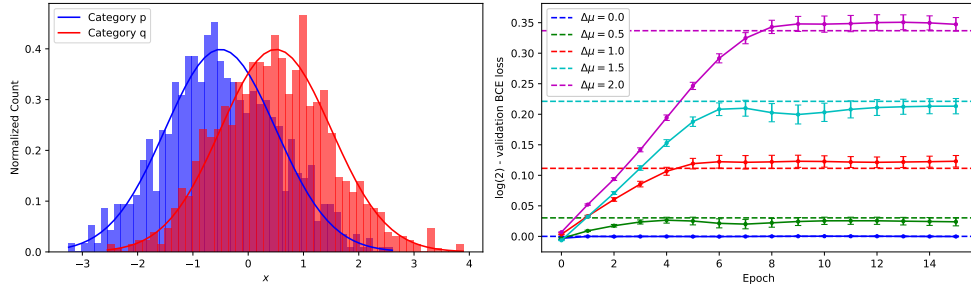 Category p
Category q
Normalized Count
0.4
0.3
0.2
0.1
0.0
−3 −2 −1 0 1 2 3 4
x
Δμ = 0.0
Δμ = 0.5
Δμ = 1.0
Δμ = 1.5
Δμ = 2.0
log(2) - validation BCE loss
0.35
0.30
0.25
0.20
0.15
0.10
0.05
0.00
0 2 4 6 8 10 12 14
Epoch